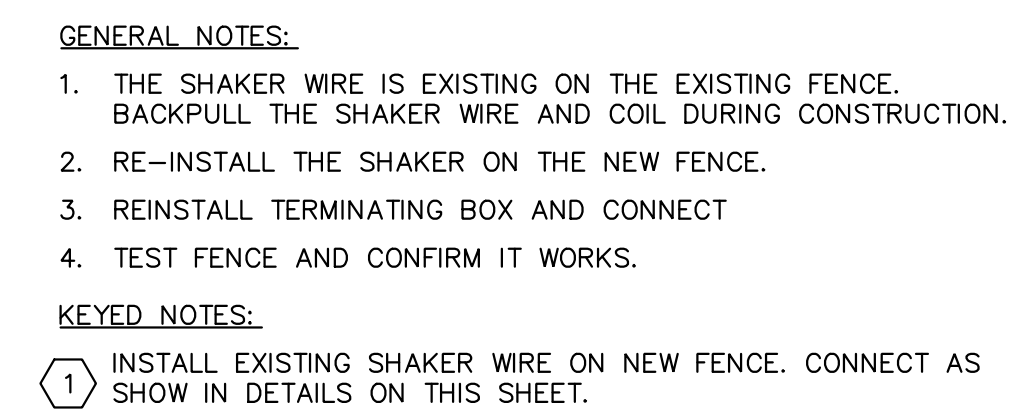 GENERAL NOTES:
1. THE SHAKER WIRE IS EXISTING ON THE EXISTING FENCE.
BACKPULL THE SHAKER WIRE AND COIL DURING CONSTRUCTION.
2. RE-INSTALL THE SHAKER ON THE NEW FENCE.
3. REINSTALL TERMINATING BOX AND CONNECT
4. TEST FENCE AND CONFIRM IT WORKS.
KEYED NOTES:
INSTALL EXISTING SHAKER WIRE ON NEW FENCE. CONNECT AS
1 SHOW IN DETAILS ON THIS SHEET.